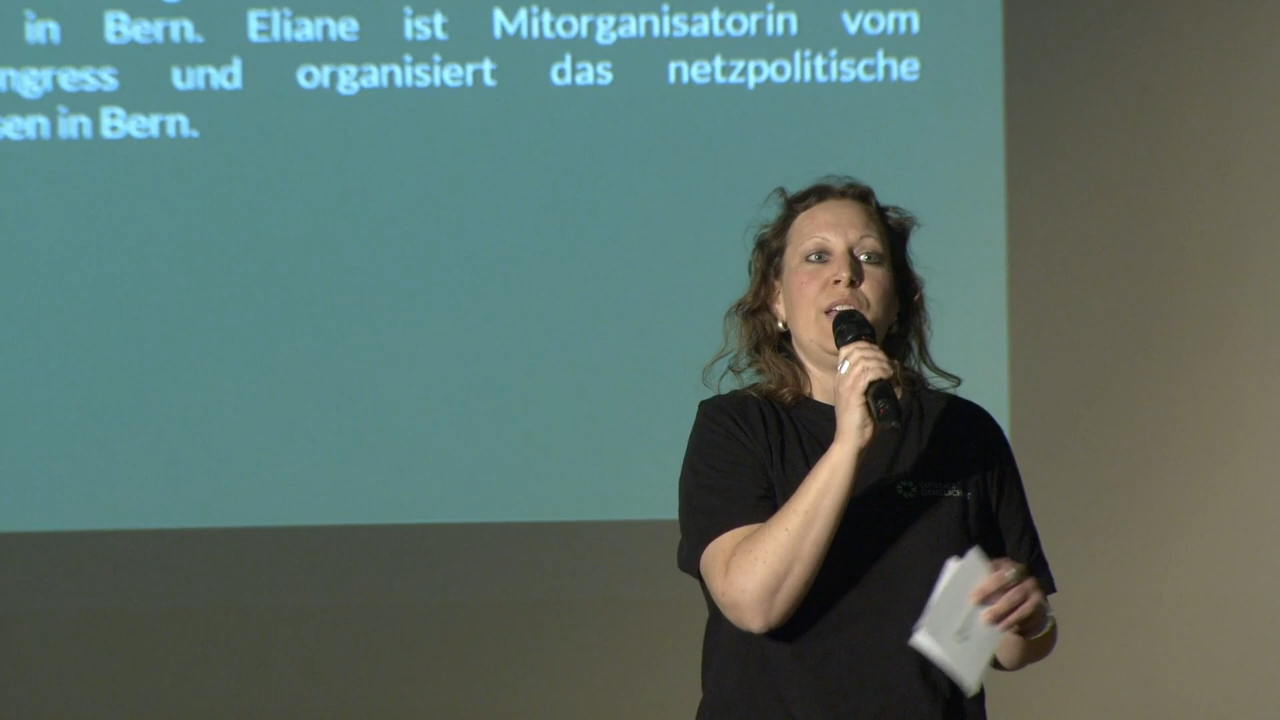 in Bern. Eliane ist Mitorganisatorin vom
ngress und organisiert das netzpolitische
sen in Bern.